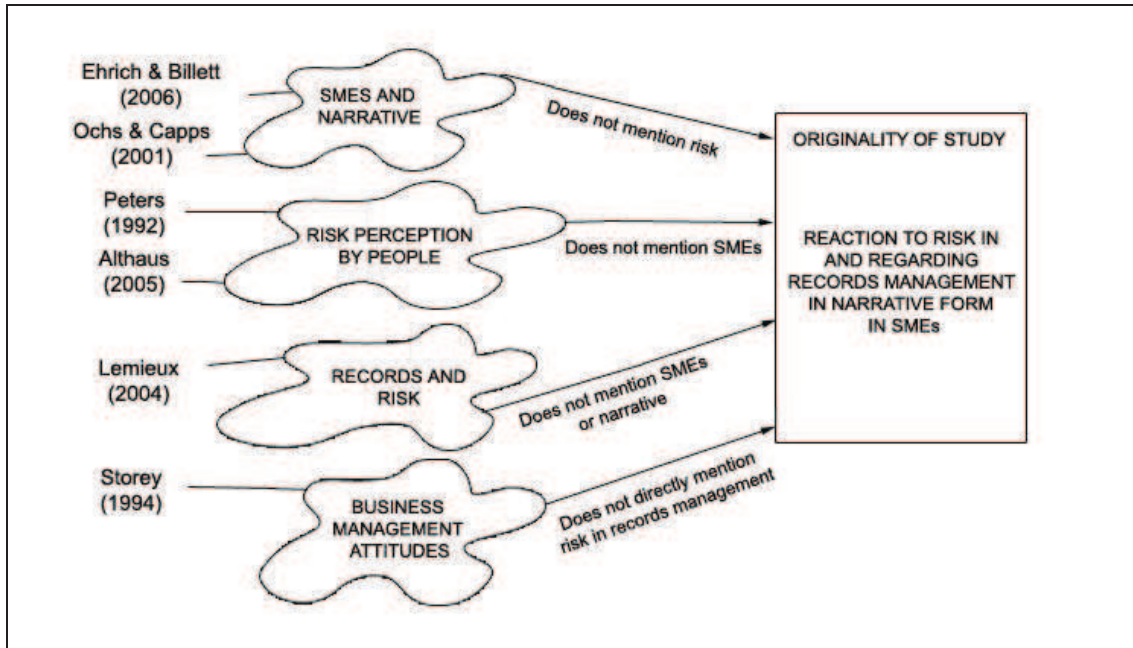 Ehrich & Billett
(2006)
Ochs & Capps
(2001)
SMES AND
NARRATIVE
Does not mention risk
Peters
(1992)
Althaus
(2005)
RISK PERCEPTION
BY PEOPLE
Does not mention SMEs
Lemieux
(2004)
RECORDS AND
RISK
Does not mention SMEs
or narrative
Storey
(1994)
BUSINESS
MANAGEMENT
ATTITUDES
Does not directly mention
risk in records management
ORIGINALITY OF STUDY
REACTION TO RISK IN
AND REGARDING
RECORDS MANAGEMENT
IN NARRATIVE FORM
IN SMEs